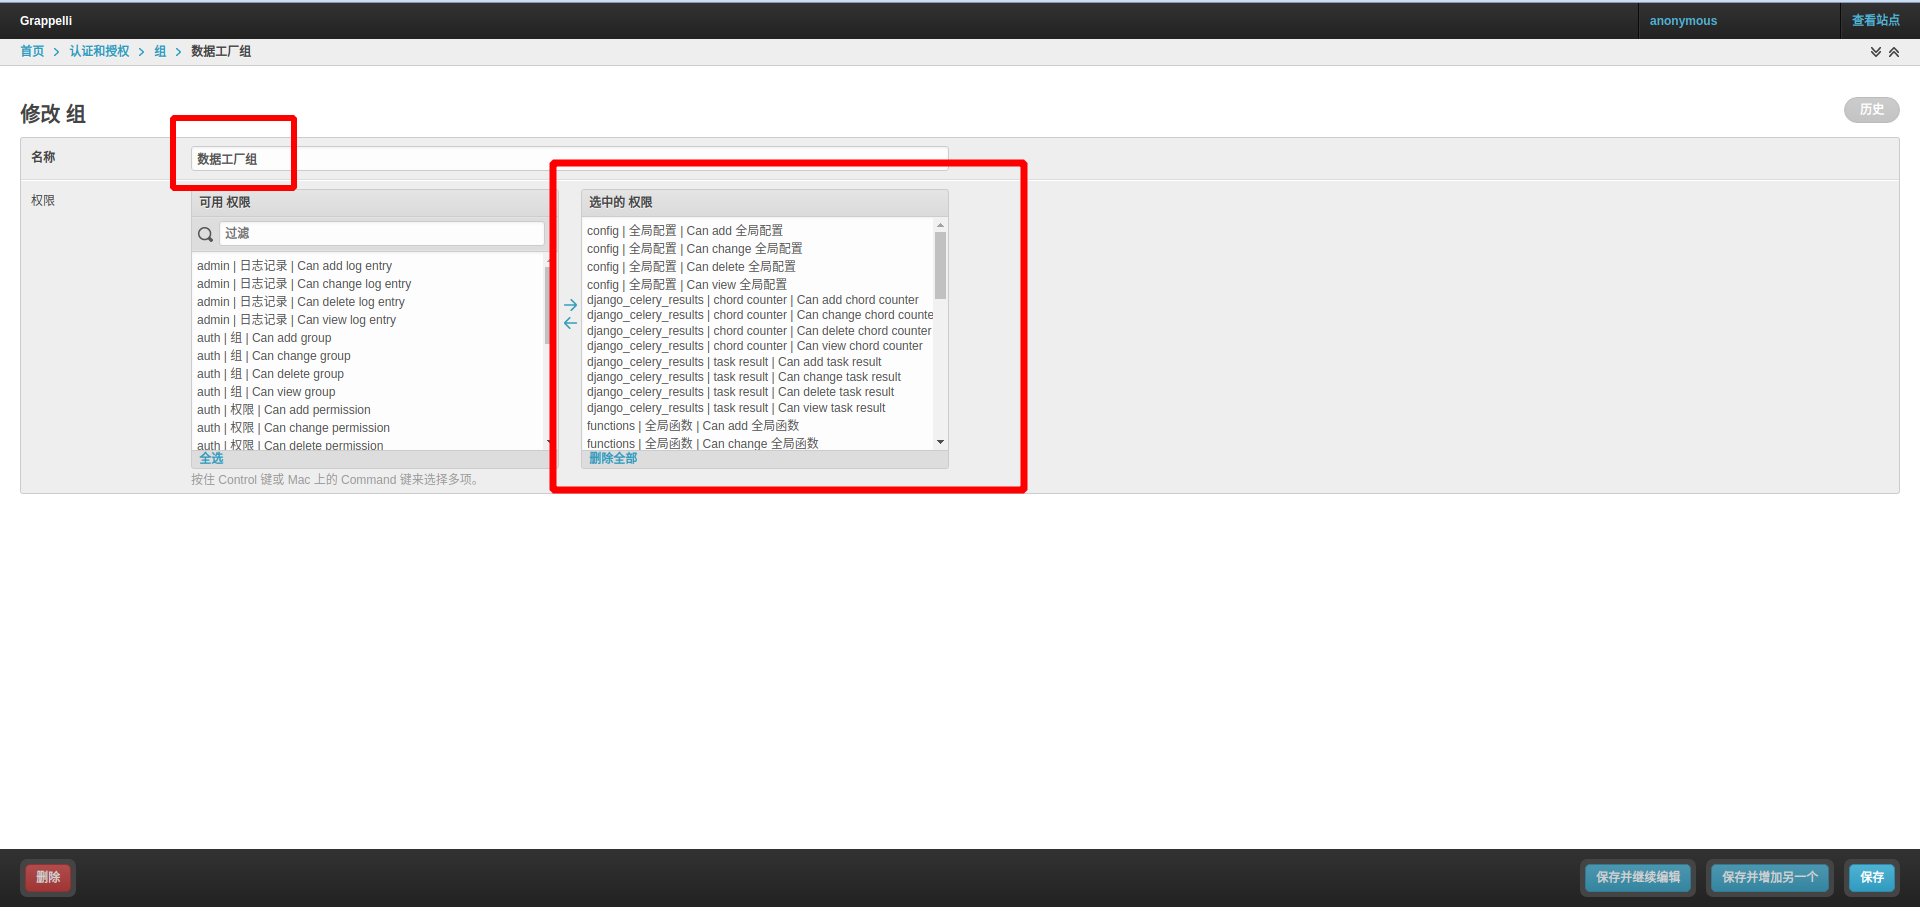 Grappelli
anonymous
查看站点
首页 > 认证和授权 > 组 > 数据工厂组
修改 组
历史
名称
数据工厂组
权限
可用 权限
过滤
admin | 日志记录 | Can add log entry
admin | 日志记录 | Can change log entry
admin | 日志记录 | Can delete log entry
admin | 日志记录 | Can view log entry
auth | 组 | Can add group
auth | 组 | Can change group
auth | 组 | Can delete group
auth | 组 | Can view group
auth | 权限 | Can add permission
auth | 权限 | Can change permission
auth | 权限 | Can delete permission
全选
按住 Control 键或 Mac 上的 Command 键来选择多项。
选中的 权限
config | 全局配置 | Can add 全局配置
config | 全局配置 | Can change 全局配置
config | 全局配置 | Can delete 全局配置
config | 全局配置 | Can view 全局配置
django_celery_results | chord counter | Can add chord counter
django_celery_results | chord counter | Can change chord counte
django_celery_results | chord counter | Can delete chord counter
django_celery_results | chord counter | Can view chord counter
django_celery_results | task result | Can add task result
django_celery_results | task result | Can change task result
django_celery_results | task result | Can delete task result
django_celery_results | task result | Can view task result
functions | 全局函数 | Can add 全局函数
functions | 全局函数 | Can change 全局函数
删除全部
删除
保存并继续编辑
保存并增加另一个
保存